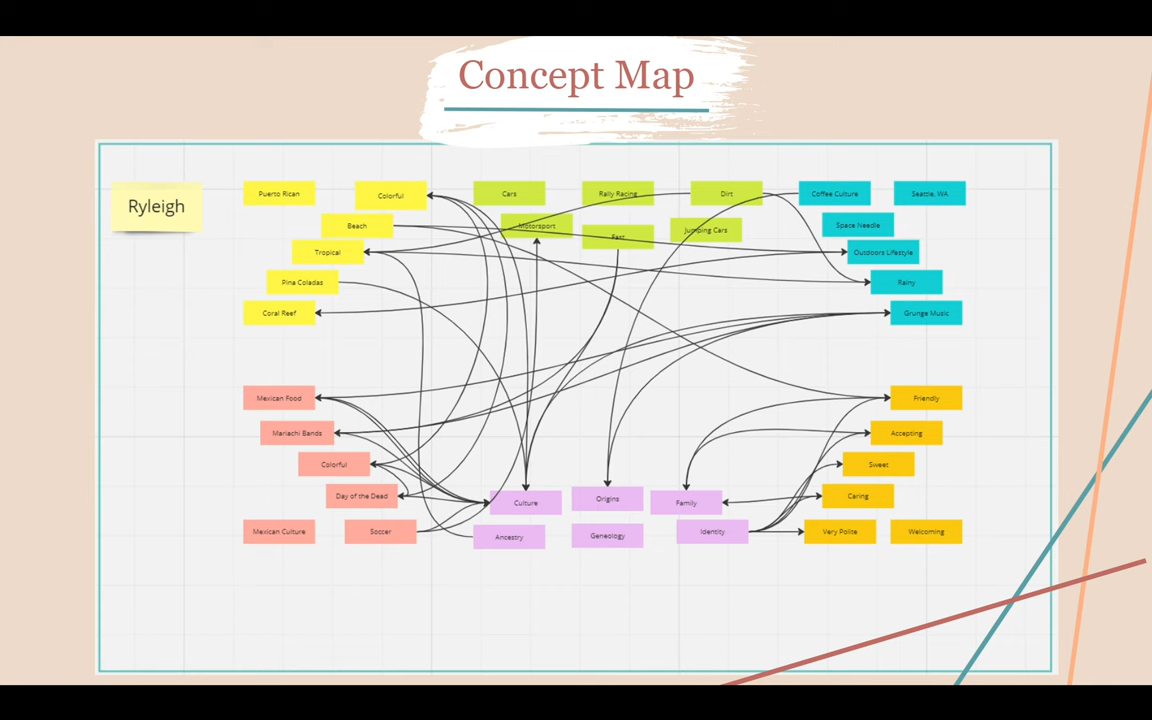 Concept Map
Ryleigh
Puerto Rican
Colorful
Beach
Tropical
Pina Coladas
Coral Reef
Cars
Rally Racing
Dirt
Motorsport
Fast
Jumping Cars
Coffee Culture
Seattle, WA
Space Needle
Outdoors Lifestyle
Rainy
Grunge Music
Mexican Food
Mariachi Bands
Colorful
Day of the Dead
Mexican Culture
Soccer
Culture
Origins
Family
Ancestry
Geneology
Identity
Friendly
Accepting
Sweet
Caring
Very Polite
Welcoming